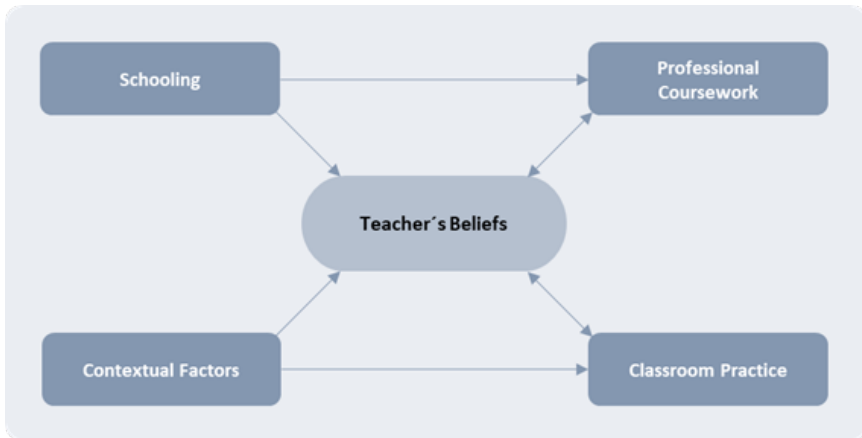 Schooling
Professional
Coursework
Teacher´s Beliefs
Contextual Factors
Classroom Practice